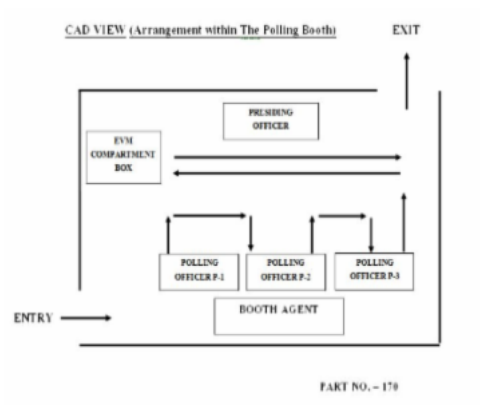 CAD VIEW (Arrangement within The Polling Booth)
EXIT
PRESIDING
OFFICER
EVM
COMPARTMENT
BOX
POLLING
OFFICER P-1
POLLING
OFFICER P-2
POLLING
OFFICER P-3
BOOTH AGENT
ENTRY
PART NO. – 170